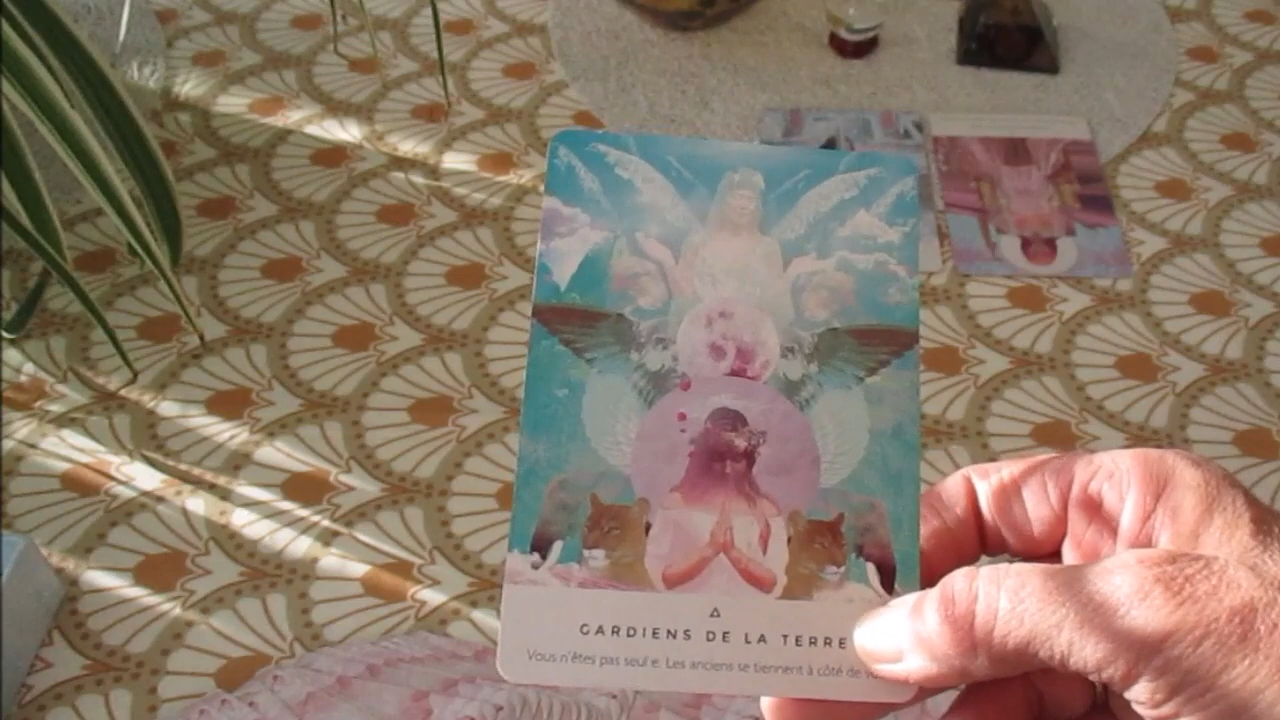 GARDIENS DE LA TERRE
Vous n'êtes pas seul e. Les anciens se tiennent à côté de